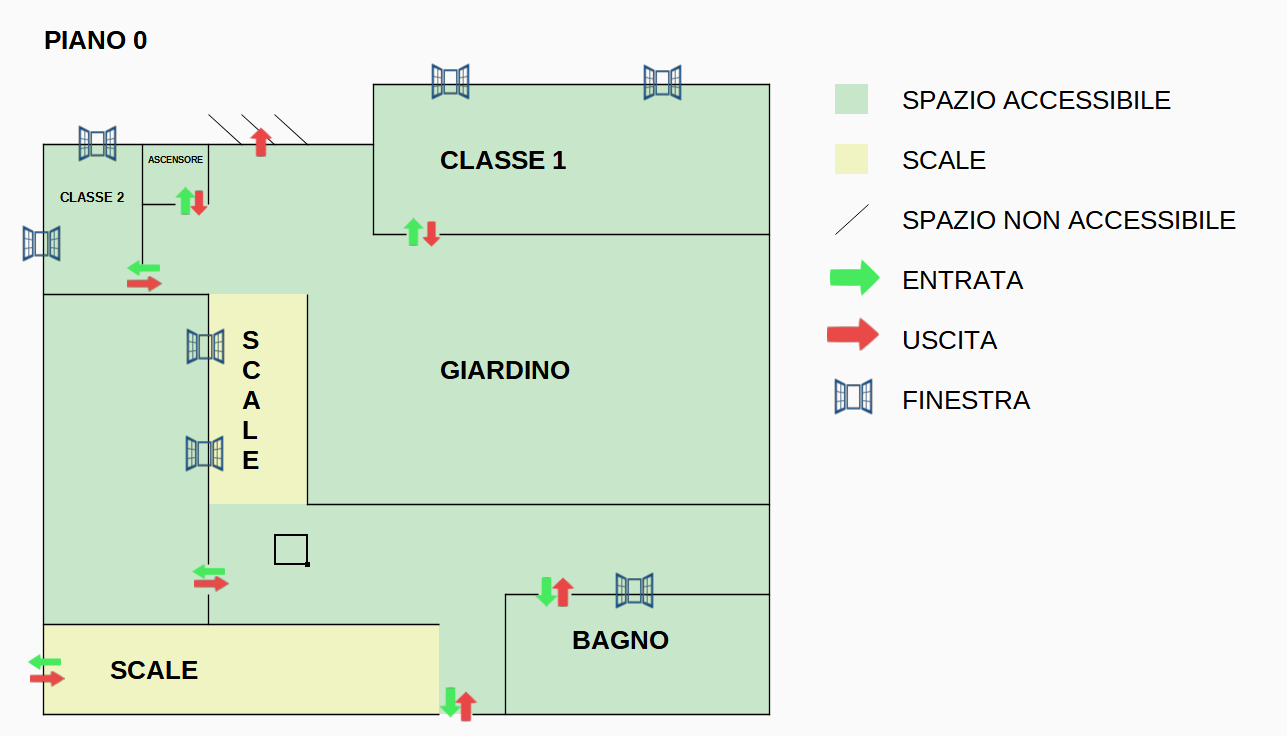 PIANO 0
CLASSE 1
ASCENSORE
CLASSE 2
GIARDINO
S
C
A
L
E
BAGNO
SCALE
SPAZIO ACCESSIBILE
SCALE
SPAZIO NON ACCESSIBILE
ENTRATA
USCITA
FINESTRA